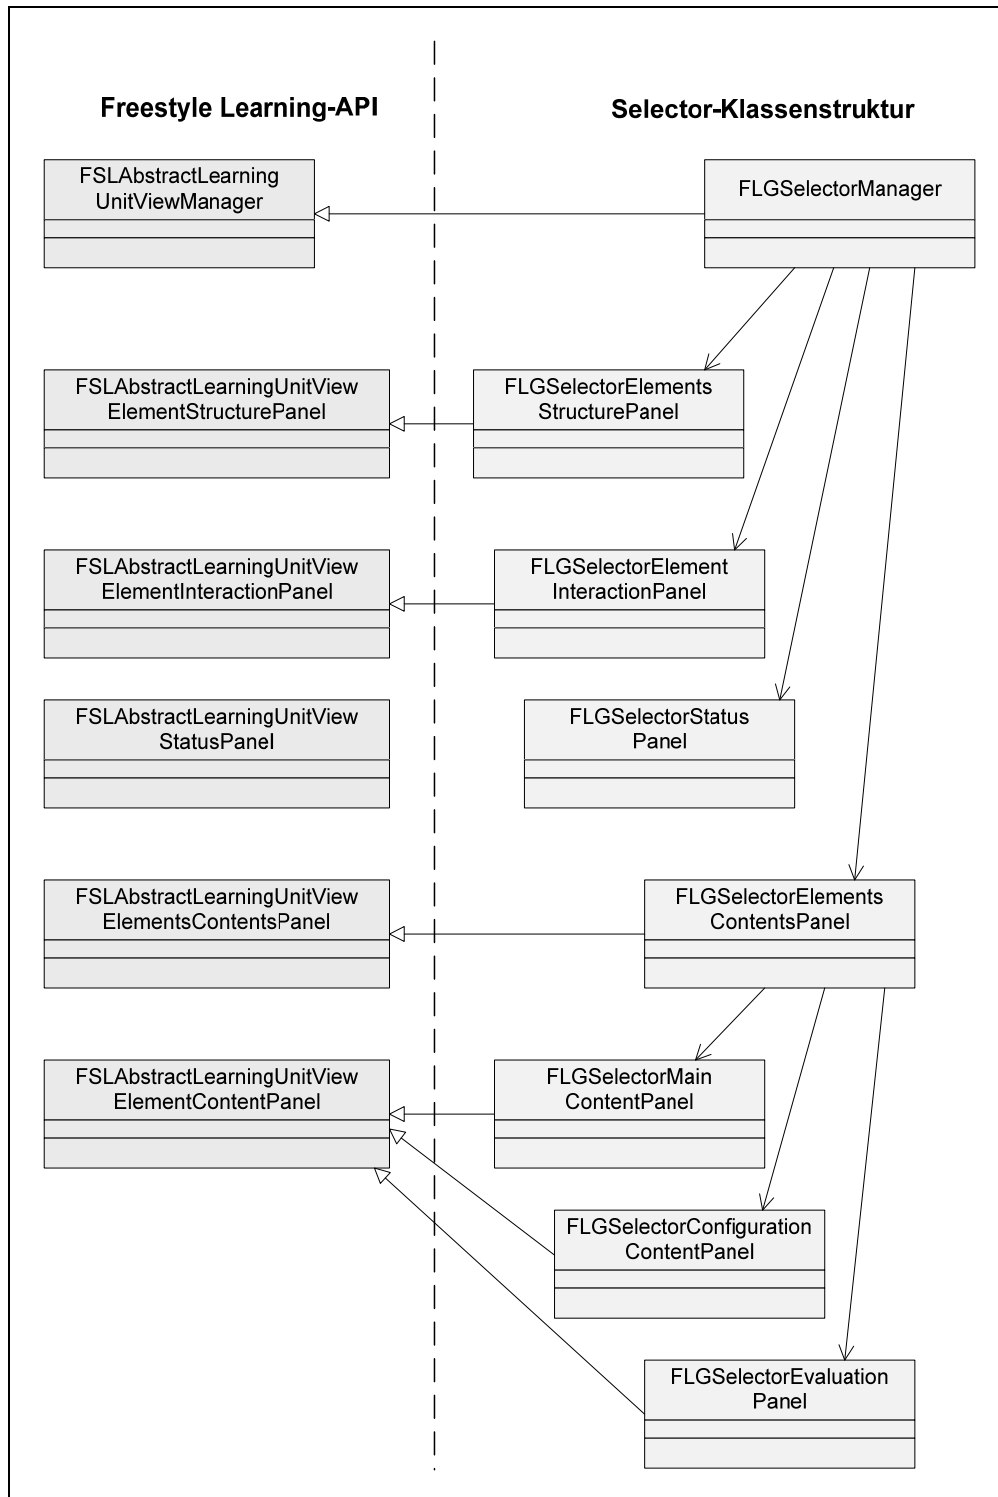 Freestyle Learning-API
Selector-Klassenstruktur
FSLAbstractLearning
UnitViewManager
FLGSelectorManager
FSLAbstractLearningUnitView
ElementStructurePanel
FLGSelectorElements
StructurePanel
FSLAbstractLearningUnitView
ElementInteractionPanel
FLGSelectorElement
InteractionPanel
FSLAbstractLearningUnitView
StatusPanel
FLGSelectorStatus
Panel
FSLAbstractLearningUnitView
ElementsContentsPanel
FLGSelectorElements
ContentsPanel
FSLAbstractLearningUnitView
ElementContentPanel
FLGSelectorMain
ContentPanel
FLGSelectorConfiguration
ContentPanel
FLGSelectorEvaluation
Panel